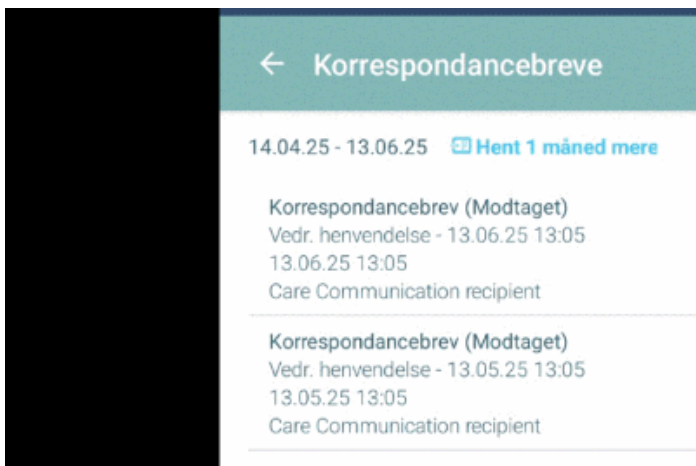 Korrespondancebreve
14.04.25 - 13.06.25 Hent 1 måned mere
Korrespondancebrev (Modtaget)
Vedr. henvendelse - 13.06.25 13:05
13.06.25 13:05
Care Communication recipient
Korrespondancebrev (Modtaget)
Vedr. henvendelse - 13.05.25 13:05
13.05.25 13:05
Care Communication recipient